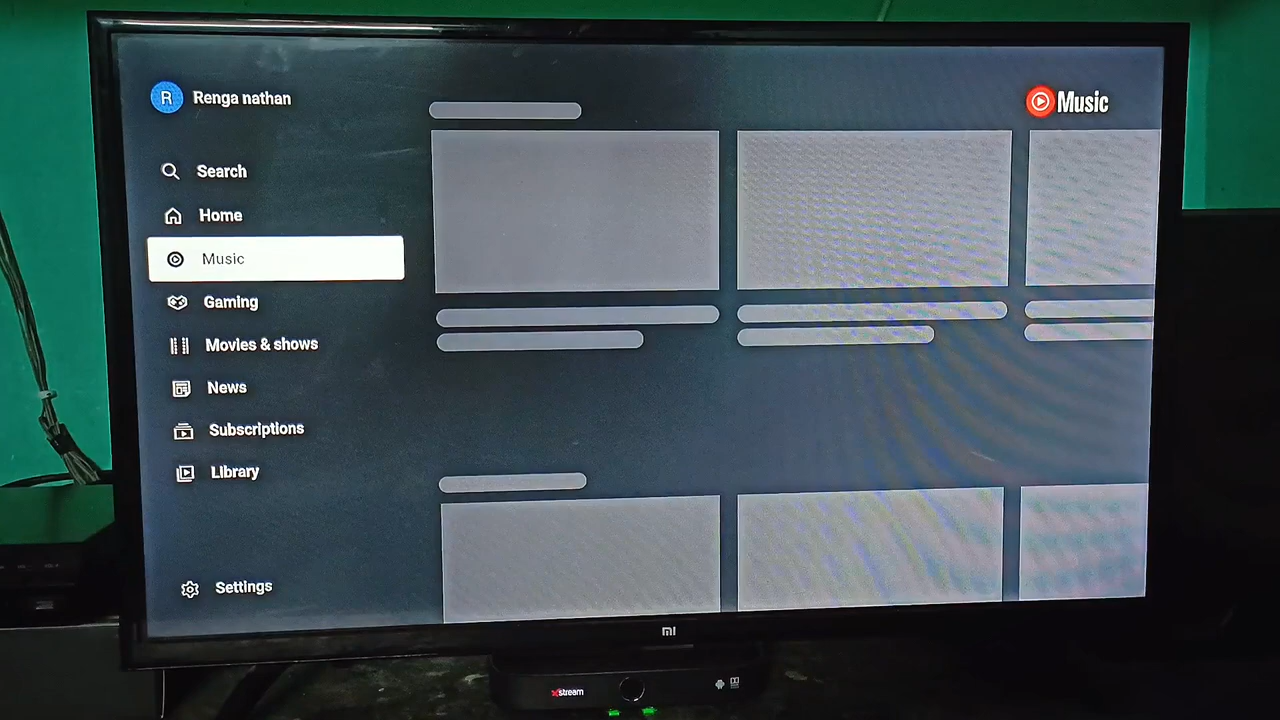 R Renga nathan
Music
Search
Home
Music
Gaming
Movies & shows
News
Subscriptions
Library
Settings
mi
xstream